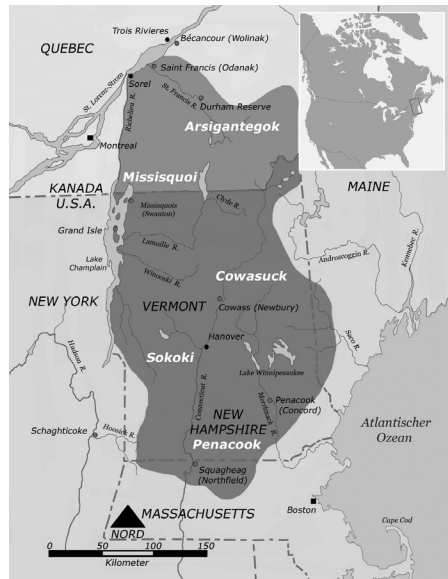 Trois Rivieres
QUEBEC
Bécancour (Wolinak)
Saint Francis (Odanak)
St. Lorenz-Strom
Sorel
St. Francis R.
Durham Reserve
Richelieu R.
Arsigantegok
Montreal
Missisquoi
KANADA
MAINE
U.S.A.
Missisquois
(Swanton)
Clyde R.
Grand Isle
Lamoille R.
Androscoggin R.
Kennebec R.
Lake
Champlain
Winooski R.
Cowasuck
NEW YORK
VERMONT
Cowass (Newbury)
Hudson R.
Hanover
Saco R.
Sokoki
Lake Winnipesaukee
Connecticut R.
Merrimack R.
Penacook
(Concord)
NEW
HAMPSHIRE
Atlantischer
Ozean
Schaghticoke
Hoosick R.
Penacook
Squagheag
(Northfield)
MASSACHUSETTS
Boston
NORD
Cape Cod
0 50 100 150
Kilometer